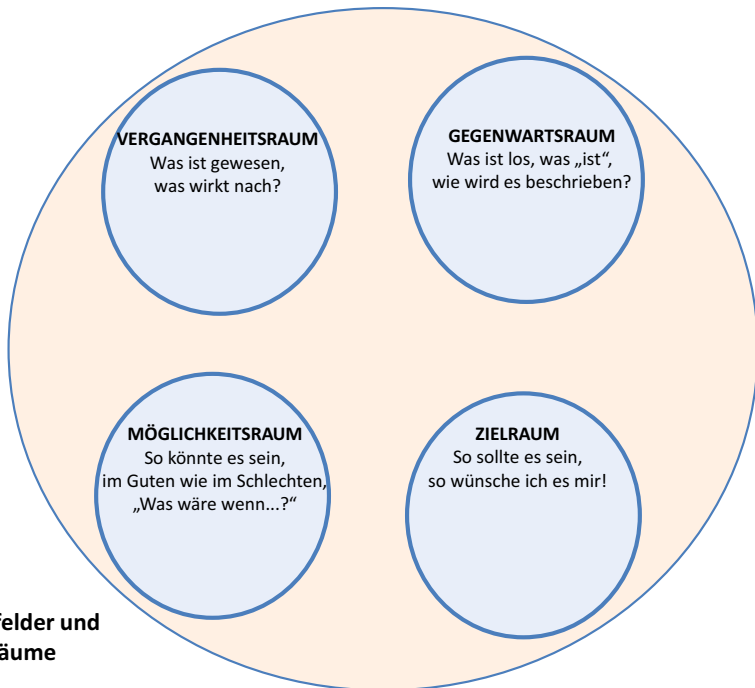 VERGANGENHEITSRAUM
Was ist gewesen,
was wirkt nach?
GEGENWARTSRAUM
Was ist los, was „ist“,
wie wird es beschrieben?
MÖGLICHKEITSRAUM
So könnte es sein,
im Guten wie im Schlechten,
„Was wäre wenn...?“
ZIELRAUM
So sollte es sein,
so wünsche ich es mir!
felder und
äume